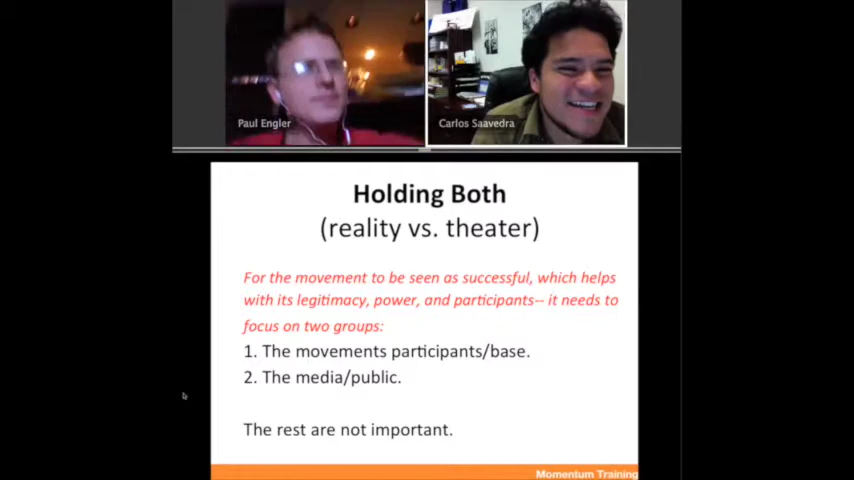 Paul Engler
Carlos Saavedra
Holding Both
(reality vs. theater)
For the movement to be seen as successful, which helps
with its legitimacy, power, and participants-- it needs to
focus on two groups:
1. The movements participants/base.
2. The media/public.
The rest are not important.
Momentum Training